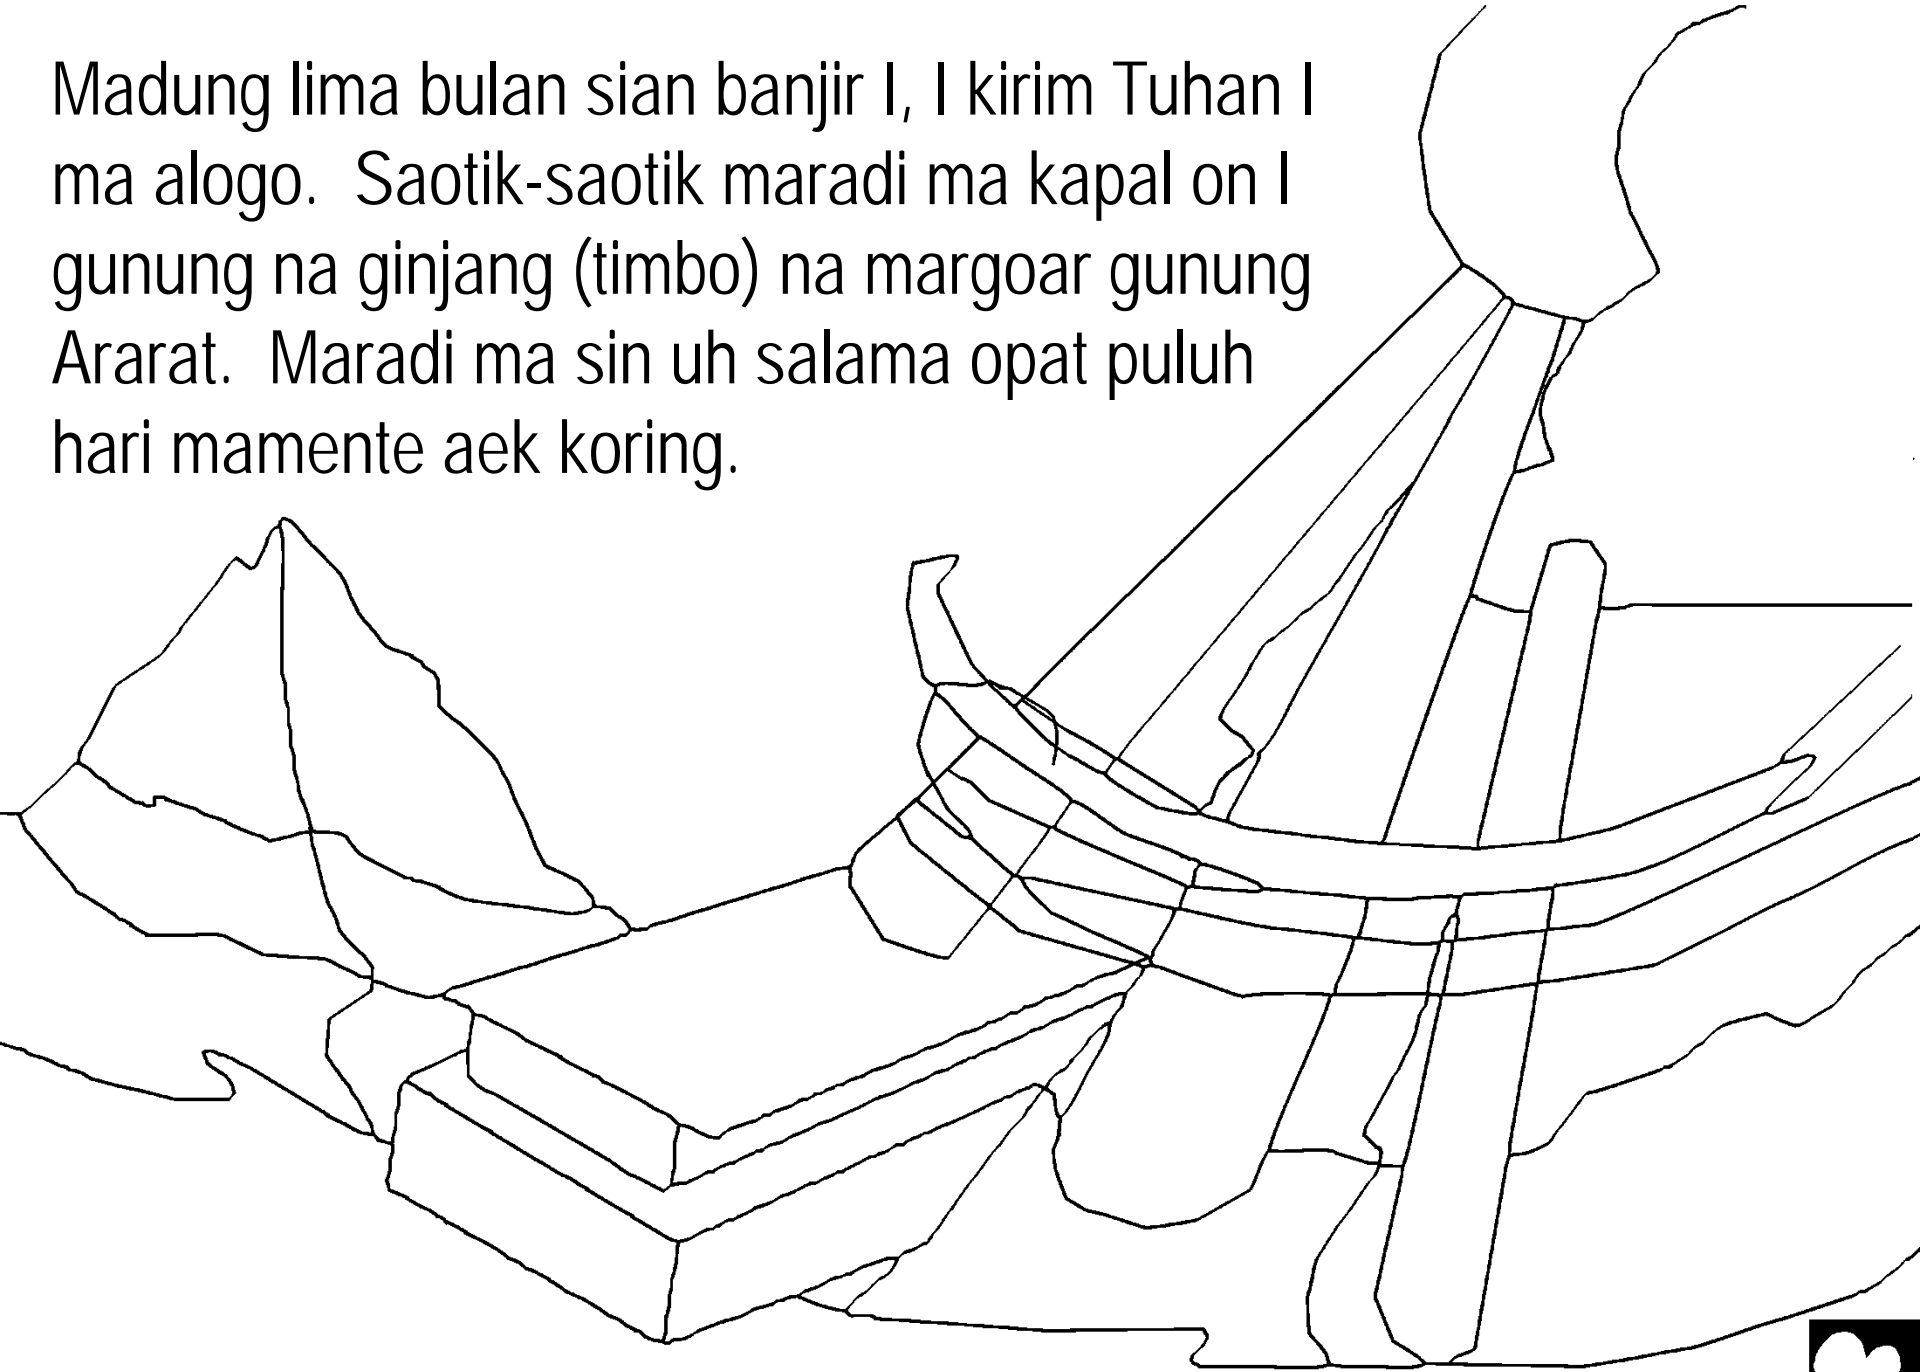 Madung lima bulan sian banjir I, I kirim Tuhan I
ma alogo.  Saotik-saotik maradi ma kapal on I
gunung na ginjang (timbo) na margoar gunung
Ararat.  Maradi ma sin uh salama opat puluh
hari mamente aek koring.